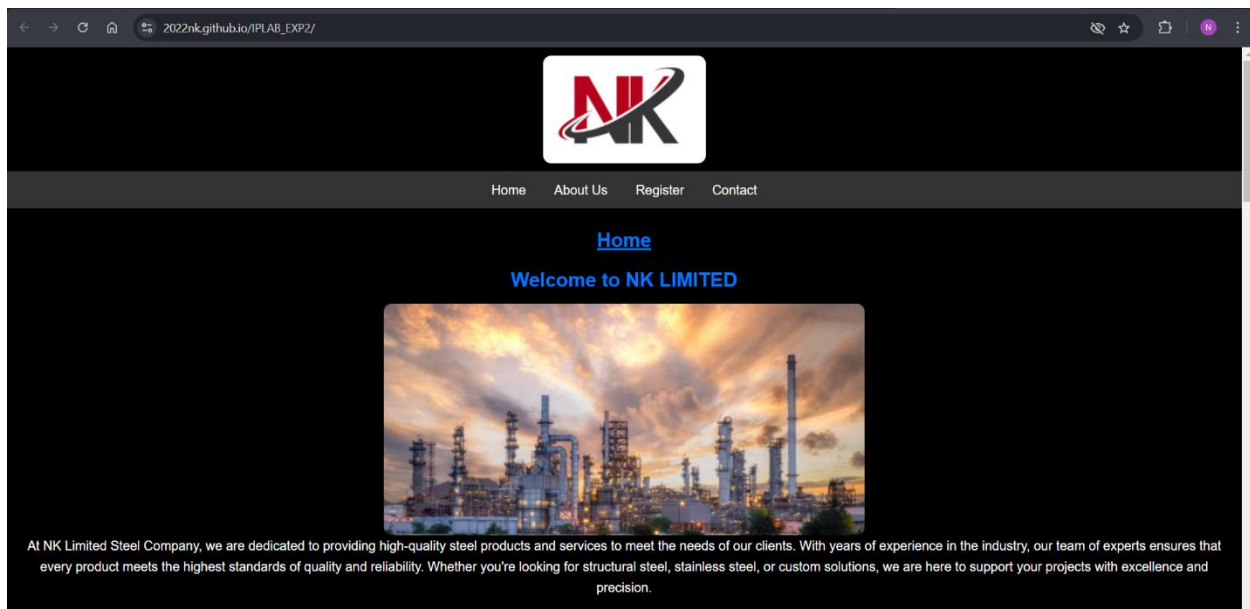 2022nk.github.io/IPLAB_EXP2/
N
NK
Home About Us Register Contact
Home
Welcome to NK LIMITED
At NK Limited Steel Company, we are dedicated to providing high-quality steel products and services to meet the needs of our clients. With years of experience in the industry, our team of experts ensures that
every product meets the highest standards of quality and reliability. Whether you're looking for structural steel, stainless steel, or custom solutions, we are here to support your projects with excellence and
precision.